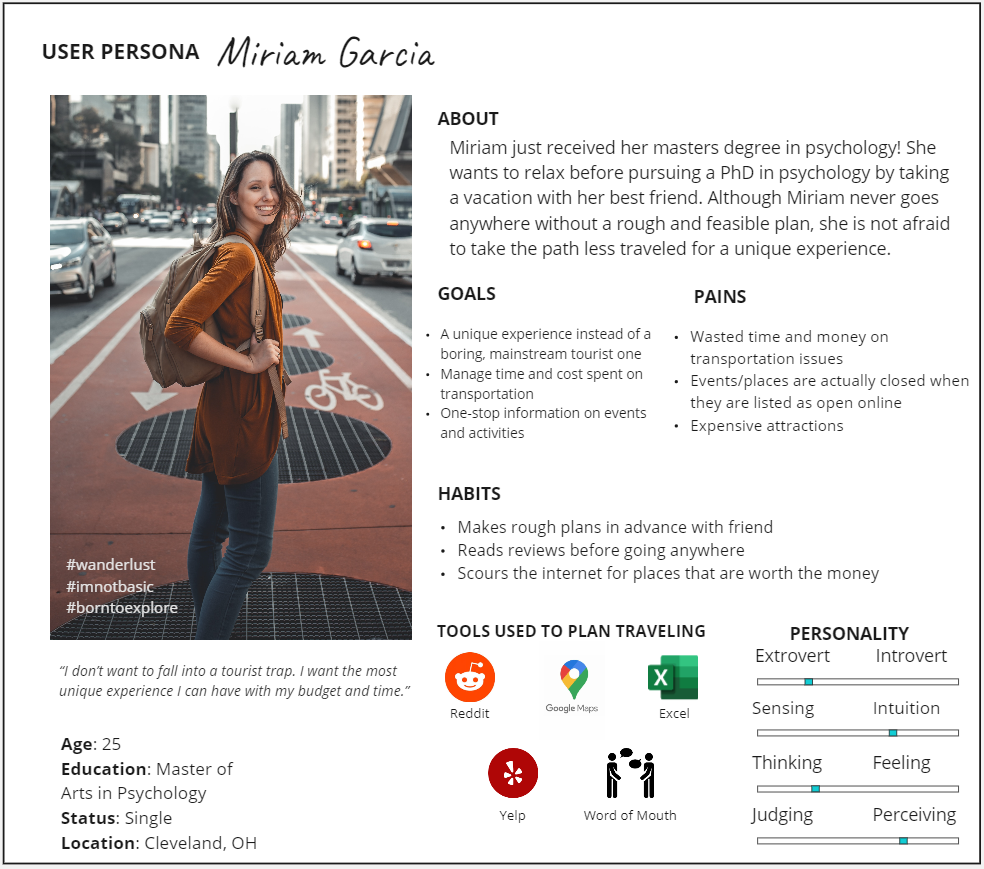 USER PERSONA Miriam Garcia
#wanderlust
#imnotbasic
#borntoexplore
“I don’t want to fall into a tourist trap. I want the most
unique experience I can have with my budget and time.”
Age: 25
Education: Master of
Arts in Psychology
Status: Single
Location: Cleveland, OH
ABOUT
Miriam just received her masters degree in psychology! She
wants to relax before pursuing a PhD in psychology by taking
a vacation with her best friend. Although Miriam never goes
anywhere without a rough and feasible plan, she is not afraid
to take the path less traveled for a unique experience.
GOALS
• A unique experience instead of a
boring, mainstream tourist one
• Manage time and cost spent on
transportation
• One-stop information on events
and activities
PAINS
• Wasted time and money on
transportation issues
• Events/places are actually closed when
they are listed as open online
• Expensive attractions
HABITS
• Makes rough plans in advance with friend
• Reads reviews before going anywhere
• Scours the internet for places that are worth the money
TOOLS USED TO PLAN TRAVELING
X
Google Maps
Reddit
Excel
Yelp
Word of Mouth
PERSONALITY
Extrovert Introvert
Sensing Intuition
Thinking Feeling
Judging Perceiving